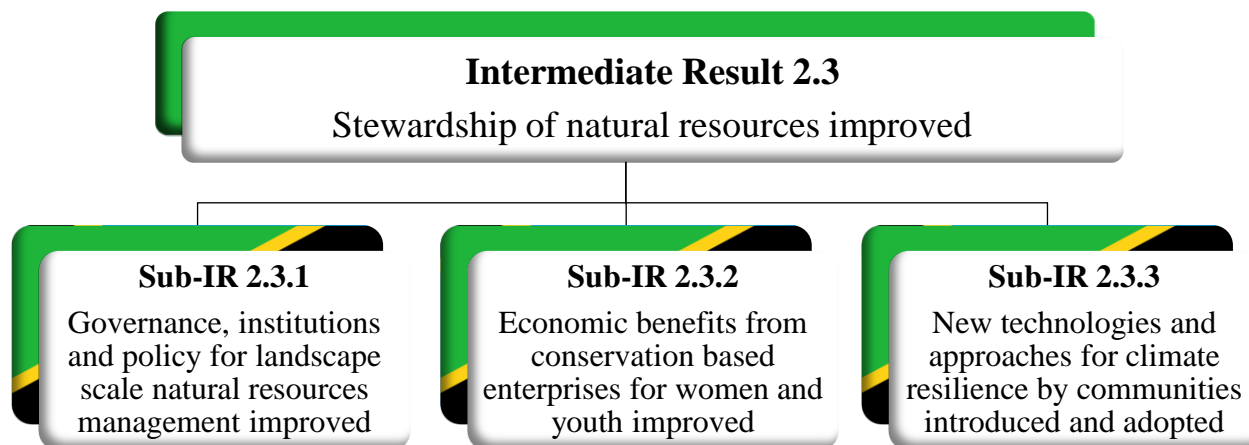 Intermediate Result 2.3
Stewardship of natural resources improved
Sub-IR 2.3.1
Governance, institutions
and policy for landscape
scale natural resources
management improved
Sub-IR 2.3.2
Economic benefits from
conservation based
enterprises for women and
youth improved
Sub-IR 2.3.3
New technologies and
approaches for climate
resilience by communities
introduced and adopted